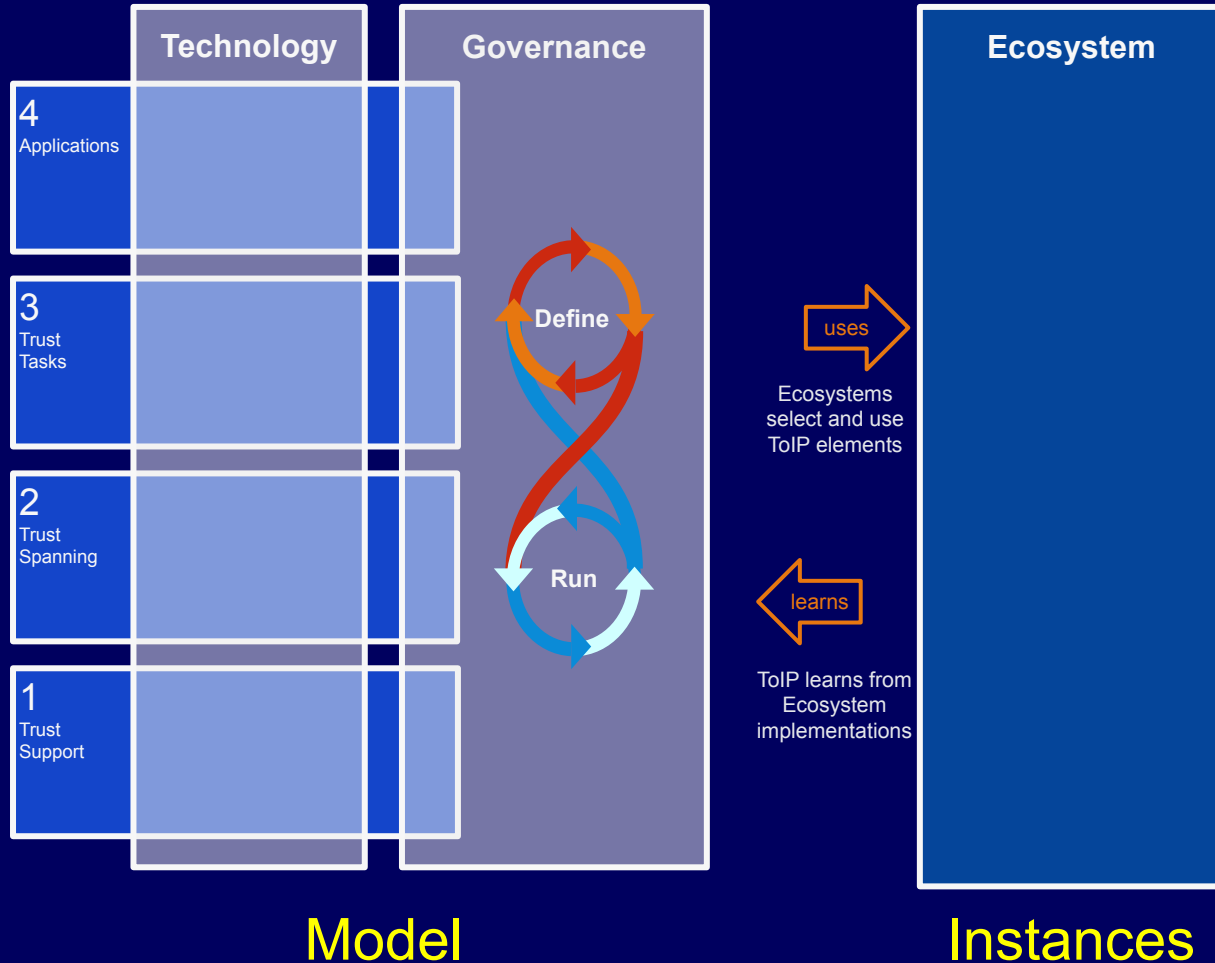 Technology
Governance
Ecosystem
4
Applications
3
Trust
Tasks
2
Trust
Spanning
1
Trust
Support
Define
Run
uses
Ecosystems
select and use
ToIP elements
learns
ToIP learns from
Ecosystem
implementations
Model
Instances